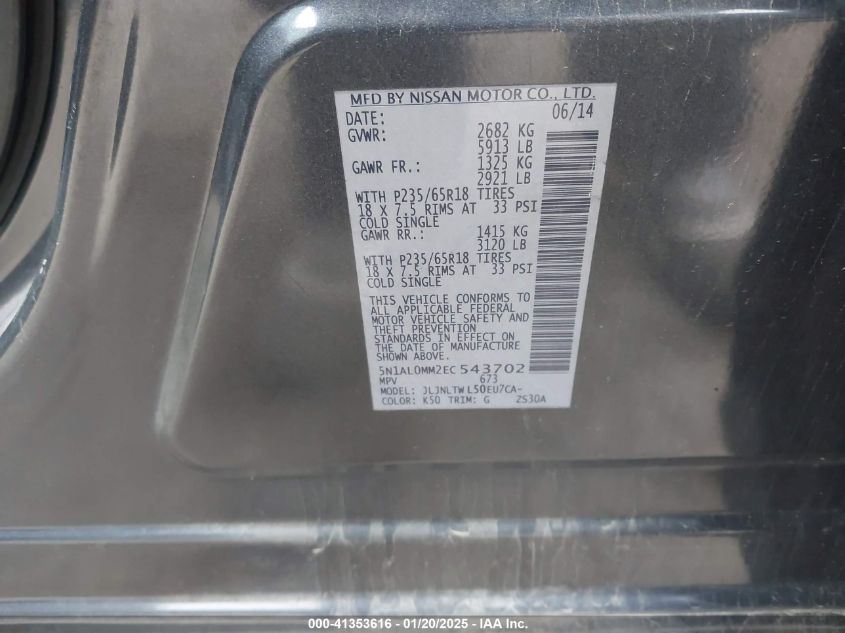 MFD BY NISSAN MOTOR CO., LTD.
DATE: 06/14
GVWR: 2682 KG
5913 LB
GAWR FR.: 1325 KG
2921 LB
WITH P235/65R18 TIRES
18 X 7.5 RIMS AT 33 PSI
COLD SINGLE
GAWR RR.: 1415 KG
3120 LB
WITH P235/65R18 TIRES
18 X 7.5 RIMS AT 33 PSI
COLD SINGLE
THIS VEHICLE CONFORMS TO
ALL APPLICABLE FEDERAL
MOTOR VEHICLE SAFETY AND
THEFT PREVENTION
STANDARDS IN EFFECT ON
THE DATE OF MANUFACTURE
SHOWN ABOVE.
5N1AL0MM2EC543702
MPV 673
MODEL: JLJNLTWL50EU7CA-
COLOR: K50 TRIM: G ZS30A
000-41353616 - 01/20/2025 - IAA Inc.